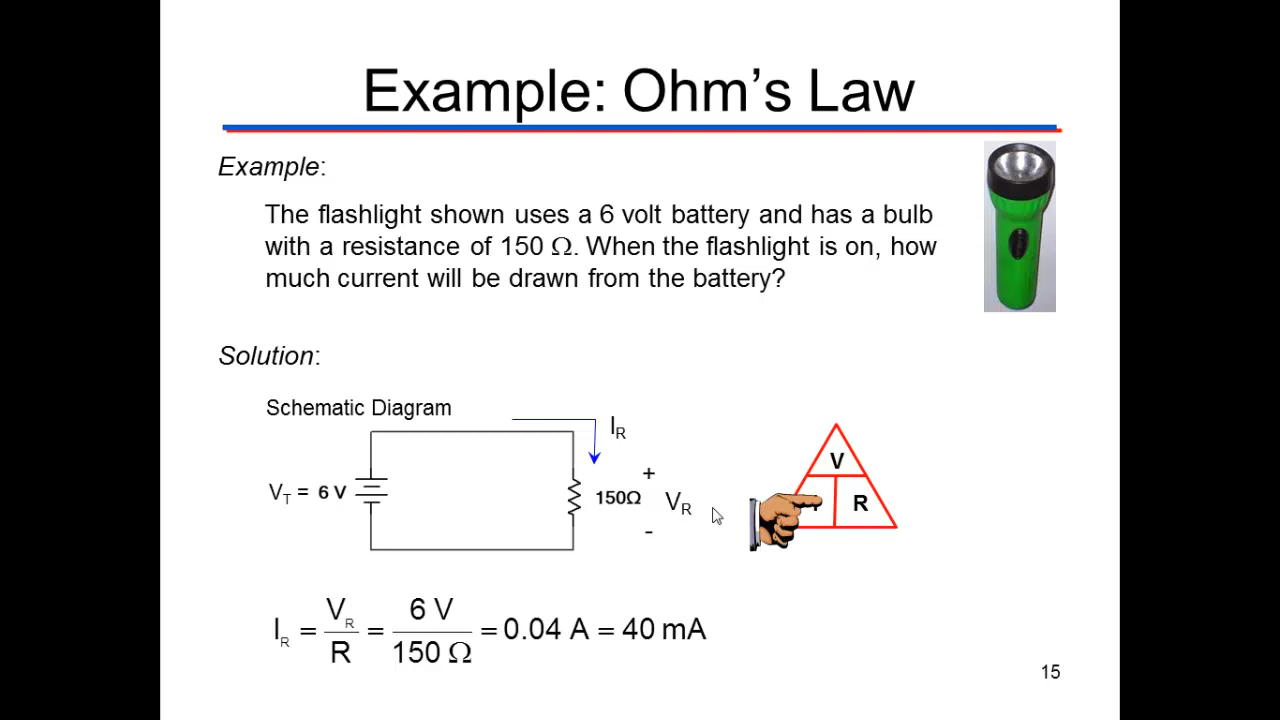 Example: Ohm’s Law
Example:
The flashlight shown uses a 6 volt battery and has a bulb
with a resistance of 150 Ω. When the flashlight is on, how
much current will be drawn from the battery?
Solution:
Schematic Diagram
I_R
V_T = 6 V
150Ω
+
V_R
-
V
R
I_R = V_R / R = 6 V / 150 Ω = 0.04 A = 40 mA
15